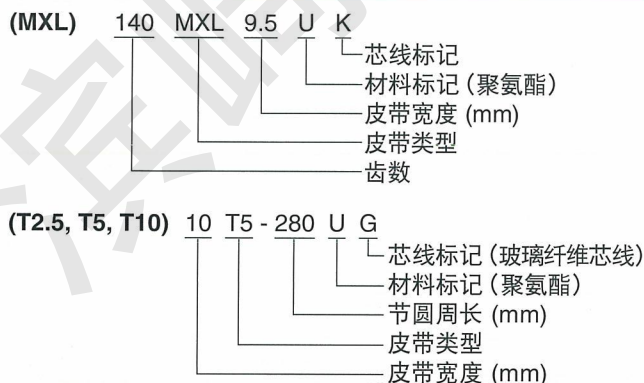 (MXL) 140 MXL 9.5 U K
芯线标记
材料标记（聚氨酯）
皮带宽度 (mm)
皮带类型
齿数
(T2.5, T5, T10) 10 T5 - 280 U G
芯线标记（玻璃纤维芯线）
材料标记（聚氨酯）
节圆周长 (mm)
皮带类型
皮带宽度 (mm)